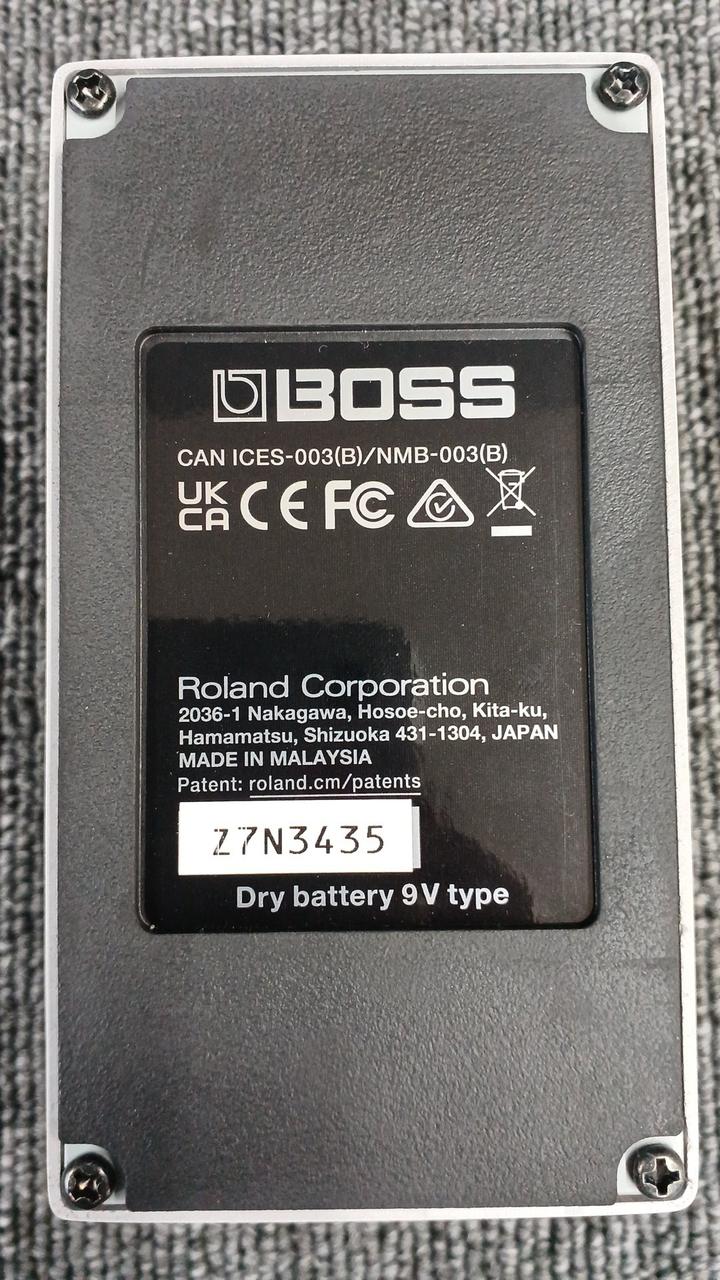 BOSS
CAN ICES-003(B)/NMB-003(B)
UK CA CE FC
Roland Corporation
2036-1 Nakagawa, Hosoe-cho, Kita-ku,
Hamamatsu, Shizuoka 431-1304, JAPAN
MADE IN MALAYSIA
Patent: roland.cm/patents
Z7N3435
Dry battery 9V type